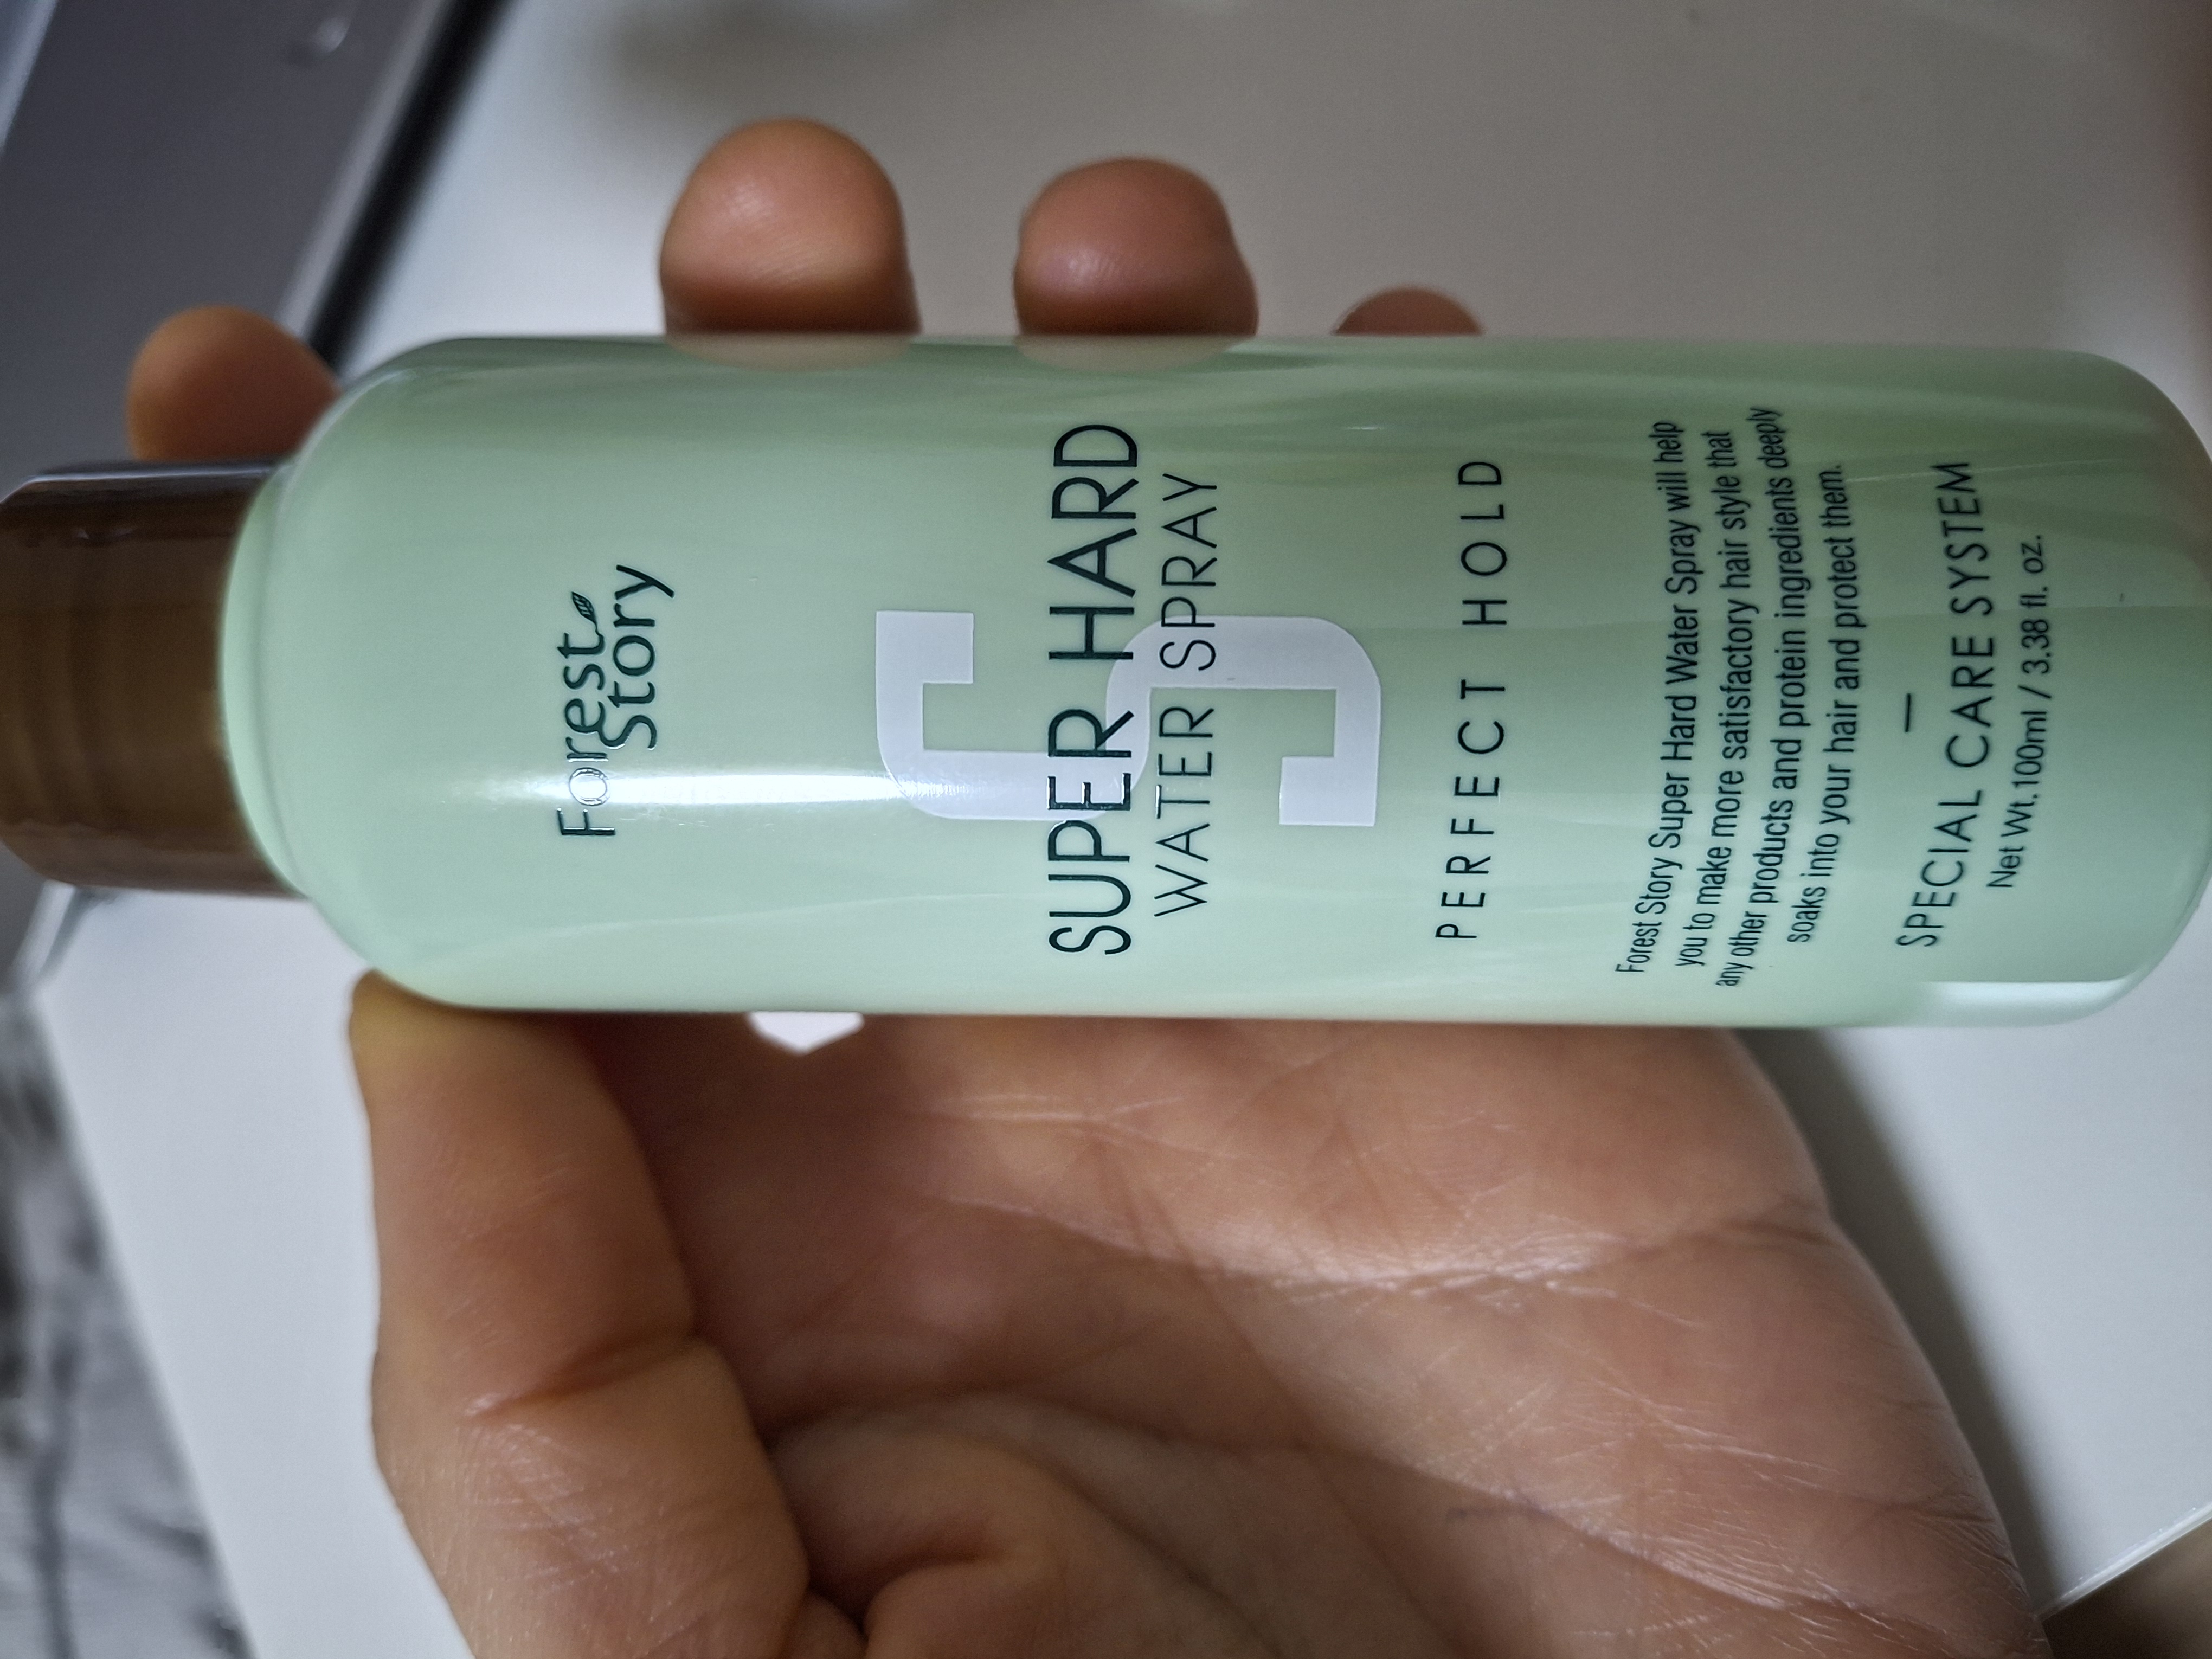 Forest
Story
S
SUPER HARD
WATER SPRAY
PERFECT HOLD
Forest Story Super Hard Water Spray will help
you to make more satisfactory hair style that
any other products and protein ingredients deeply
soaks into your hair and protect them.
SPECIAL CARE SYSTEM
Net Wt.100ml / 3.38 fl. oz.